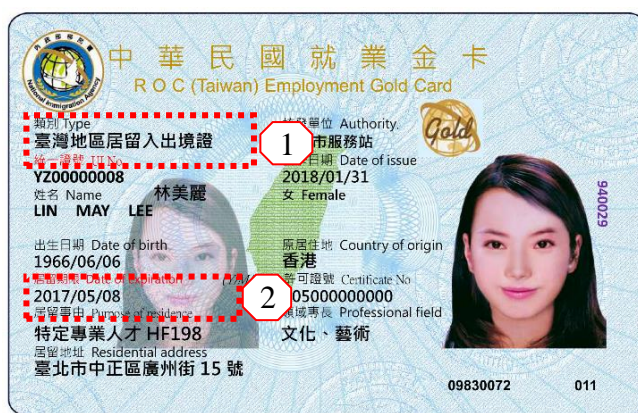 中華民國就業金卡
R O C (Taiwan) Employment Gold Card
National Immigration Agency
類別 Type
臺灣地區居留入出境證
1
Authority.
市服務站
Gold
統一證號 UI No.
日期 Date of issue
YZ00000008
2018/01/31
姓名 Name 林美麗
女 Female
LIN MAY LEE
940029
出生日期 Date of birth
原居住地 Country of origin
1966/06/06
香港
居留期限 Date of Expiration
許可證號 Certificate No
2017/05/08
2
05000000000
居留事由 Purpose of residence
領域專長 Professional field
特定專業人才 HF198
文化、藝術
居留地址 Residential address
臺北市中正區廣州街 15 號
09830072 011